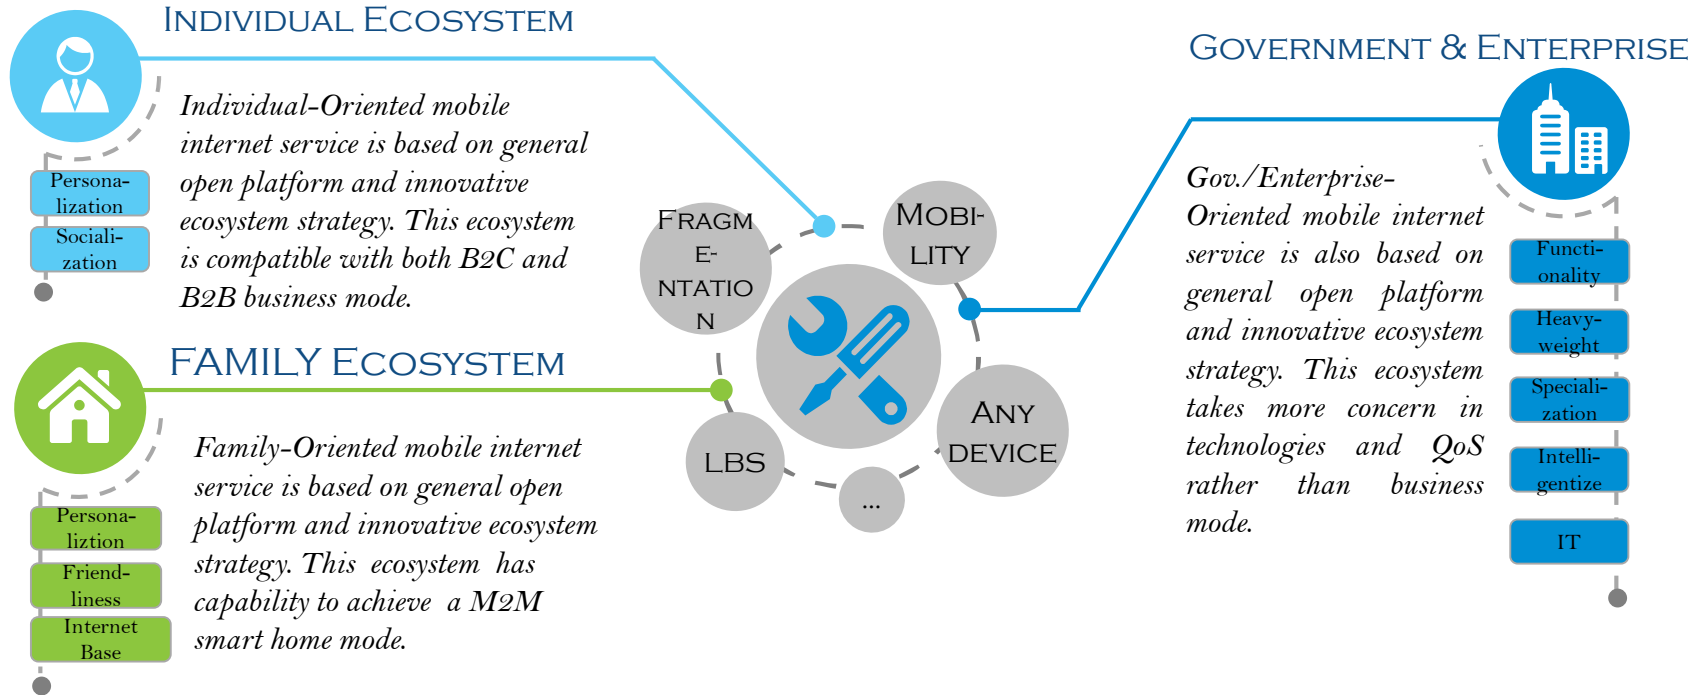 INDIVIDUAL ECOSYSTEM
Individual-Oriented mobile
internet service is based on general
open platform and innovative
ecosystem strategy. This ecosystem
is compatible with both B2C and
B2B business mode.
Persona-
lization
Sociali-
zation
FAMILY ECOSYSTEM
Family-Oriented mobile internet
service is based on general open
platform and innovative ecosystem
strategy. This ecosystem has
capability to achieve a M2M
smart home mode.
Persona-
liztion
Friend-
liness
Internet
Base
FRAGM
E-
NTATIO
N
MOBI-
LITY
LBS
ANY
DEVICE
...
GOVERNMENT & ENTERPRISE
Gov./Enterprise-
Oriented mobile internet
service is also based on
general open platform
and innovative ecosystem
strategy. This ecosystem
takes more concern in
technologies and QoS
rather than business
mode.
Functi-
onality
Heavy-
weight
Speciali-
zation
Intelli-
gentize
IT